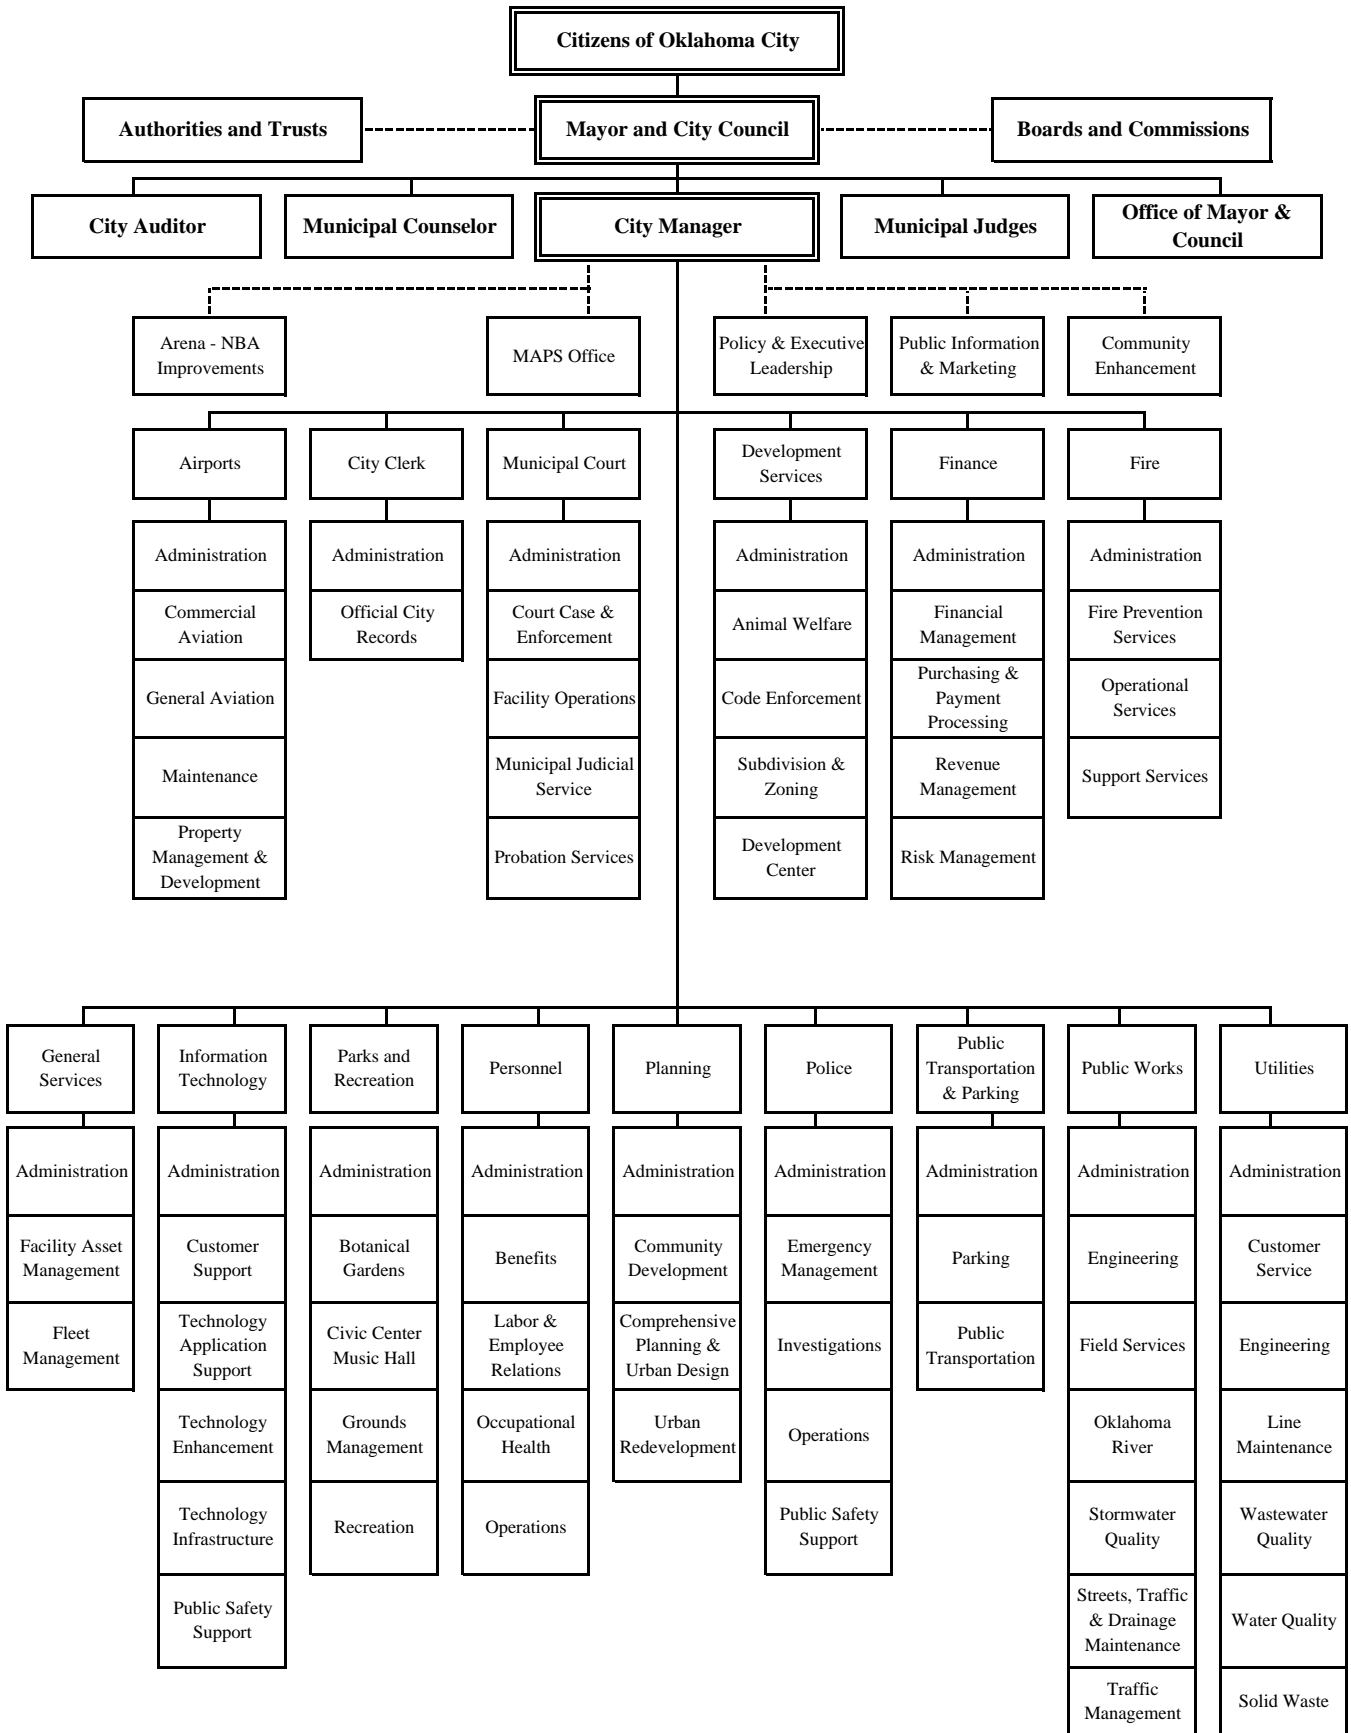 Citizens of Oklahoma City
Authorities and Trusts
Mayor and City Council
Boards and Commissions
City Auditor
Municipal Counselor
City Manager
Municipal Judges
Office of Mayor &
Council
Arena - NBA
Improvements
MAPS Office
Policy & Executive
Leadership
Public Information
& Marketing
Community
Enhancement
Airports
City Clerk
Municipal Court
Development
Services
Finance
Fire
Administration
Commercial
Aviation
General Aviation
Maintenance
Property
Management &
Development
Administration
Official City
Records
Administration
Court Case &
Enforcement
Facility Operations
Municipal Judicial
Service
Probation Services
Administration
Animal Welfare
Code Enforcement
Subdivision &
Zoning
Development
Center
Administration
Financial
Management
Purchasing &
Payment
Processing
Revenue
Management
Risk Management
Administration
Fire Prevention
Services
Operational
Services
Support Services
General
Services
Information
Technology
Parks and
Recreation
Personnel
Planning
Police
Public
Transportation
& Parking
Public Works
Utilities
Administration
Facility Asset
Management
Fleet
Management
Administration
Customer
Support
Technology
Application
Support
Technology
Enhancement
Technology
Infrastructure
Public Safety
Support
Administration
Botanical
Gardens
Civic Center
Music Hall
Grounds
Management
Recreation
Administration
Benefits
Labor &
Employee
Relations
Occupational
Health
Operations
Administration
Community
Development
Comprehensive
Planning &
Urban Design
Urban
Redevelopment
Administration
Emergency
Management
Investigations
Operations
Public Safety
Support
Administration
Parking
Public
Transportation
Administration
Engineering
Field Services
Oklahoma
River
Stormwater
Quality
Streets, Traffic
& Drainage
Maintenance
Traffic
Management
Administration
Customer
Service
Engineering
Line
Maintenance
Wastewater
Quality
Water Quality
Solid Waste